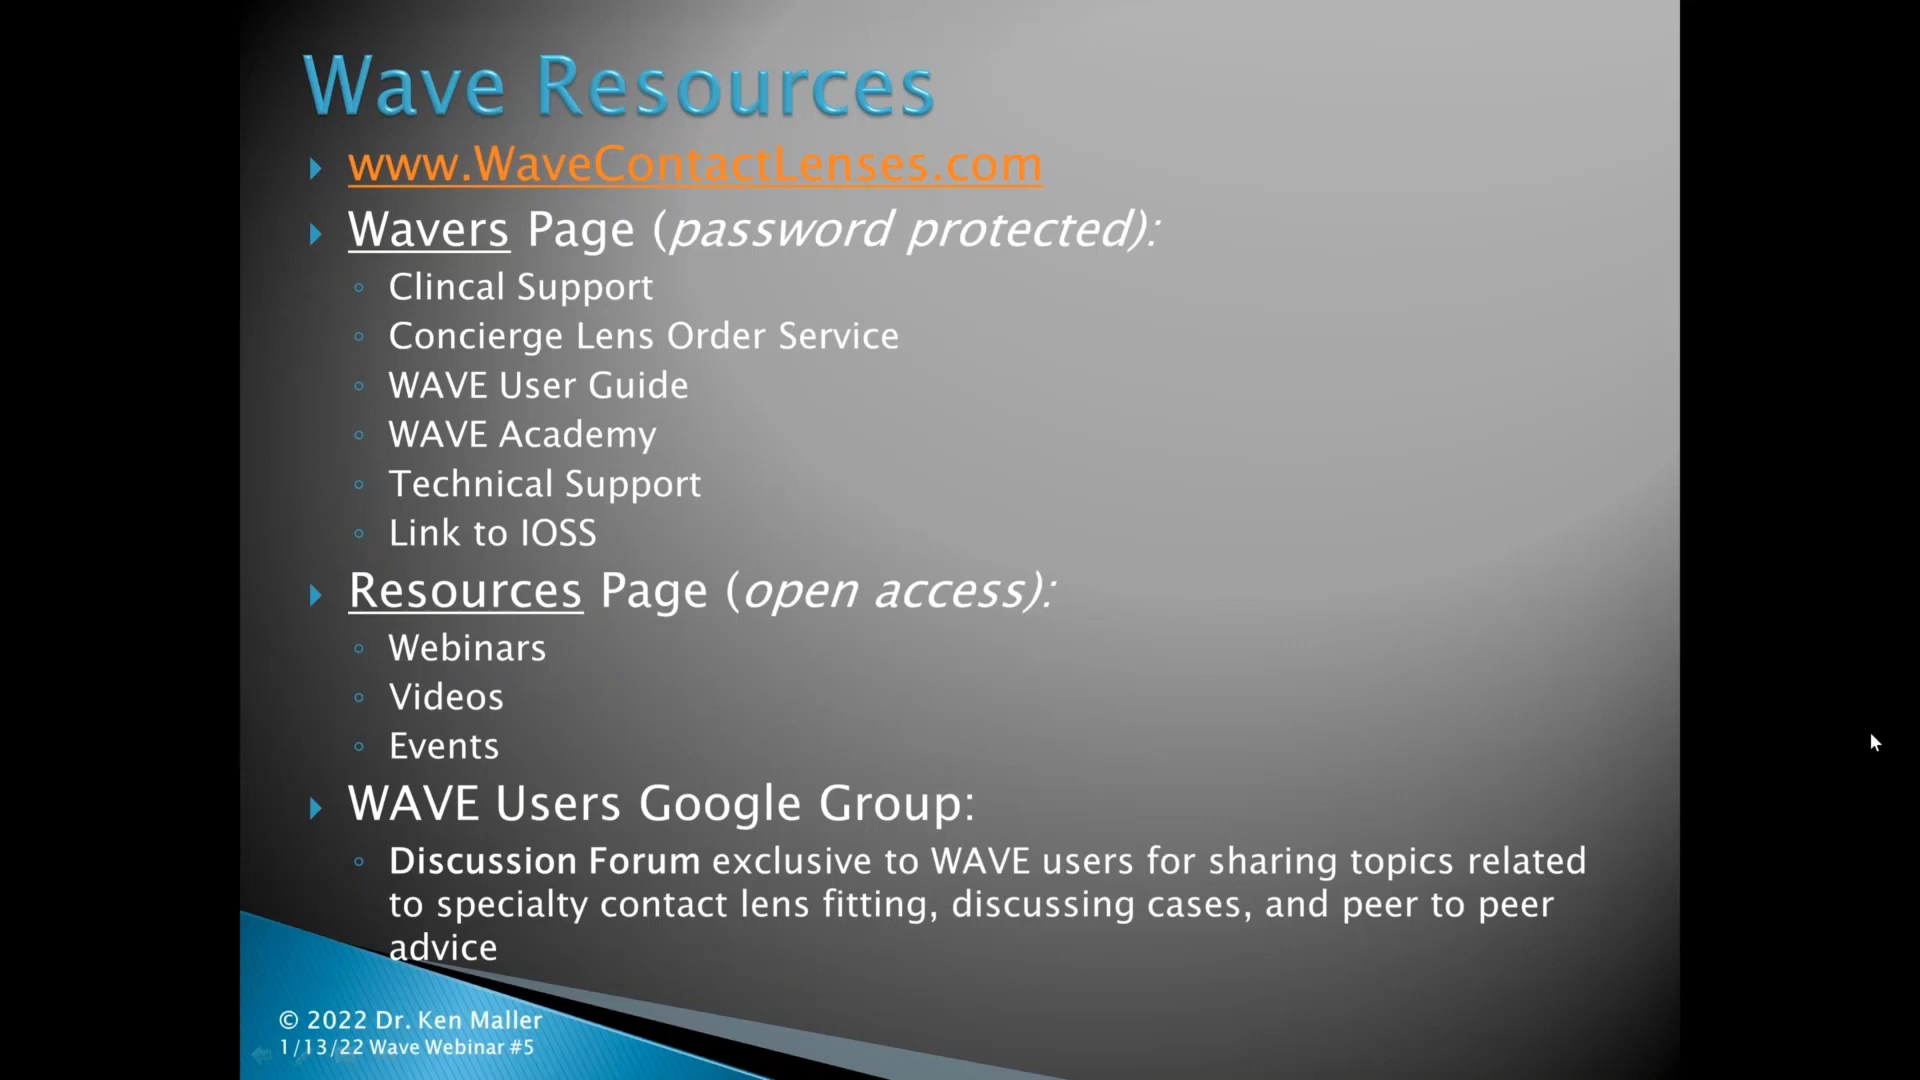 Wave Resources
www.WaveContactLenses.com
Wavers Page (password protected):
Clincal Support
Concierge Lens Order Service
WAVE User Guide
WAVE Academy
Technical Support
Link to IOSS
Resources Page (open access):
Webinars
Videos
Events
WAVE Users Google Group:
Discussion Forum exclusive to WAVE users for sharing topics related
to specialty contact lens fitting, discussing cases, and peer to peer
advice
© 2022 Dr. Ken Maller
1/13/22 Wave Webinar #5